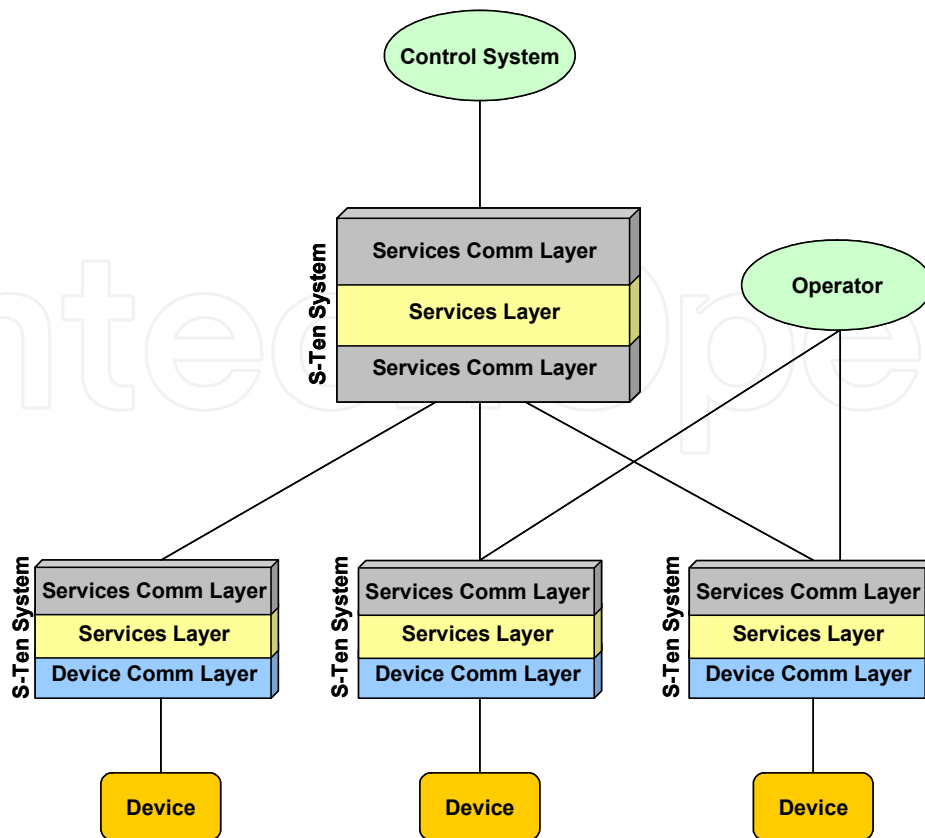 Control System
S-Ten System
Services Comm Layer
Services Layer
Services Comm Layer
Operator
S-Ten System
Services Comm Layer
Services Layer
Device Comm Layer
S-Ten System
Services Comm Layer
Services Layer
Device Comm Layer
S-Ten System
Services Comm Layer
Services Layer
Device Comm Layer
Device
Device
Device